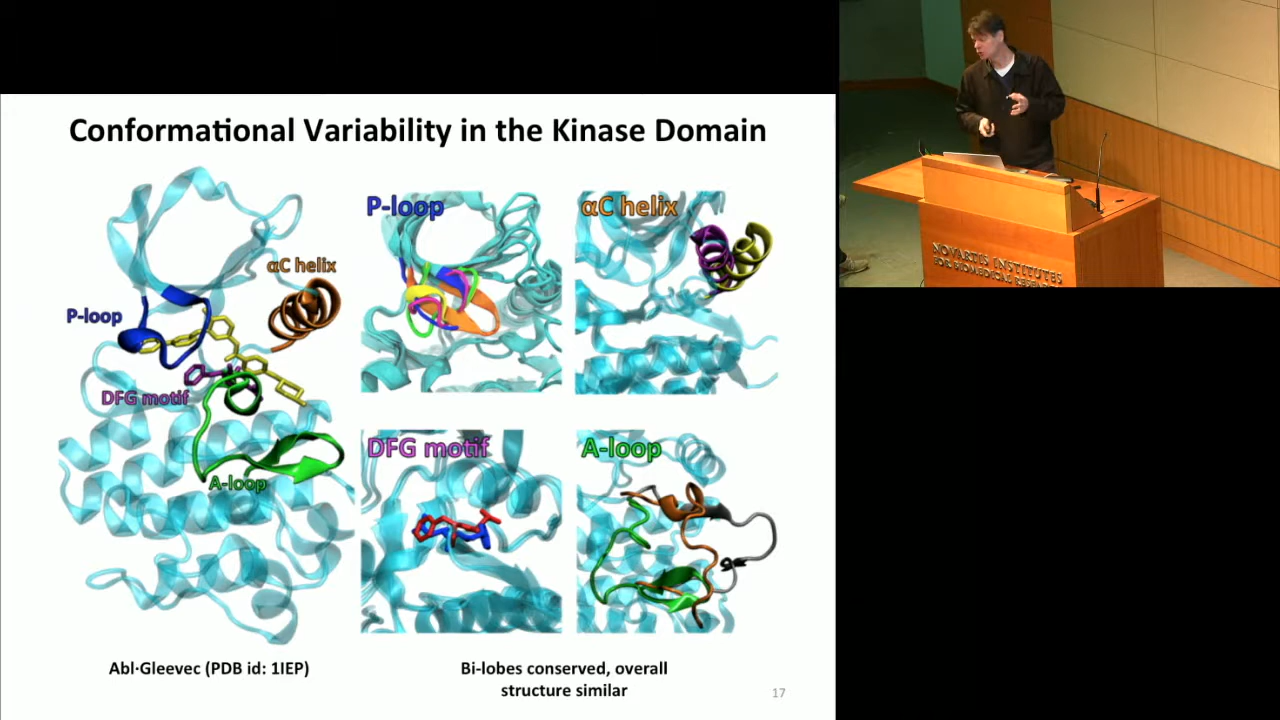 Conformational Variability in the Kinase Domain
αC helix
P-loop
DFG motif
A-loop
P-loop
αC helix
DFG motif
A-loop
Abl·Gleevec (PDB id: 1IEP)
Bi-lobes conserved, overall
structure similar
17
NOVARTIS INSTITUTES
FOR BIOMEDICAL RESEARCH